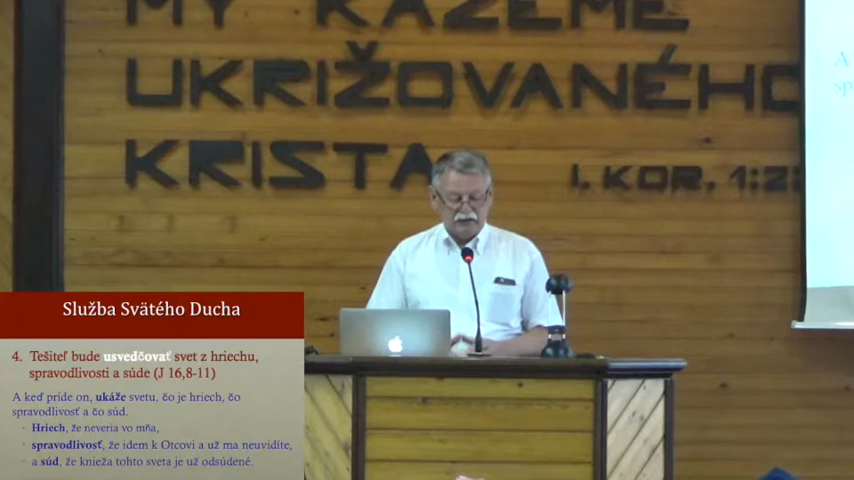 MY KÁŽEME
UKRIŽOVANÉHO
KRISTA
I. KOR. 1:2
Služba Svätého Ducha
4. Tešiteľ bude usvedčovať svet z hriechu,
spravodlivosti a súde (J 16,8-11)
A keď príde on, ukáže svetu, čo je hriech, čo
spravodlivosť a čo súd.
Hriech, že neveria vo mňa,
spravodlivosť, že idem k Otcovi a už ma neuvidíte,
a súd, že knieža tohto sveta je už odsúdené.